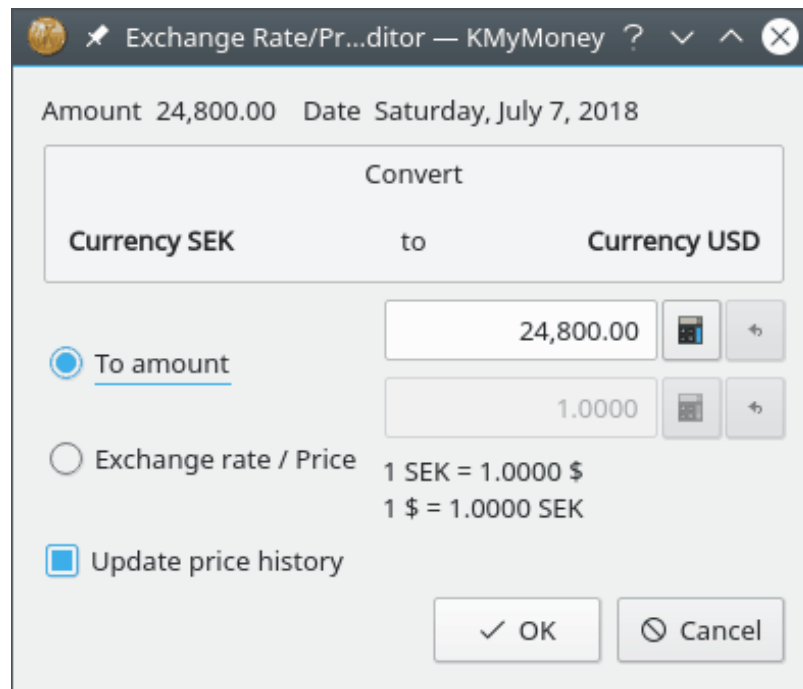 Exchange Rate/Pr...ditor — KMyMoney ?
Amount 24,800.00 Date Saturday, July 7, 2018
Convert
Currency SEK to Currency USD
24,800.00
To amount
1.0000
Exchange rate / Price
1 SEK = 1.0000 $
1 $ = 1.0000 SEK
Update price history
OK Cancel